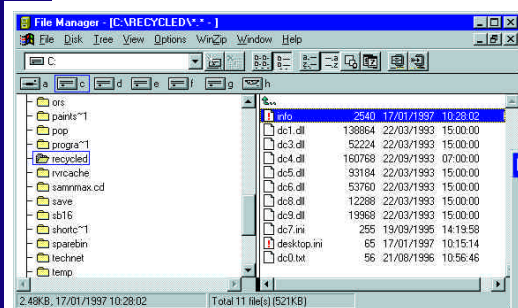 File Manager - [C:\RECYCLED\*.* - ]
File Disk Tree View Options WinZip Window Help
C:
a c d e f g h
ors
paints~1
pop
progra~1
recycled
rvrcache
samnmax.cd
save
sb16
shortc~1
sparebin
technet
temp
info 2540 17/01/1997 10:28:02
dc1.dll 138864 22/03/1993 15:00:00
dc3.dll 52224 22/03/1993 15:00:00
dc4.dll 160768 22/09/1993 07:00:00
dc5.dll 93184 22/03/1993 15:00:00
dc6.dll 53760 22/03/1993 15:00:00
dc8.dll 12288 22/03/1993 15:00:00
dc9.dll 19968 22/03/1993 15:00:00
dc7.ini 255 19/09/1995 14:19:58
desktop.ini 65 17/01/1997 10:15:14
dc0.txt 56 21/08/1996 10:56:46
2.48KB, 17/01/1997 10:28:02 Total 11 file(s) (521KB)